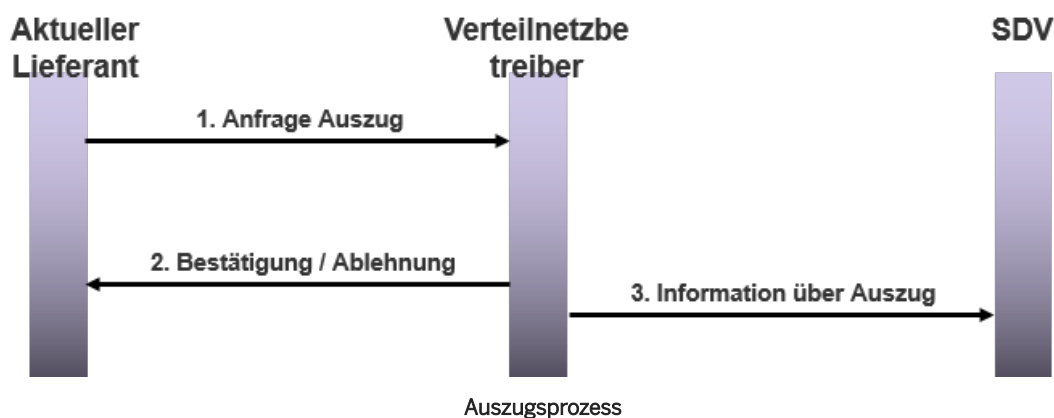 Aktueller
Lieferant
Verteilnetzbe
treiber
SDV
1. Anfrage Auszug
2. Bestätigung / Ablehnung
3. Information über Auszug
Auszugsprozess